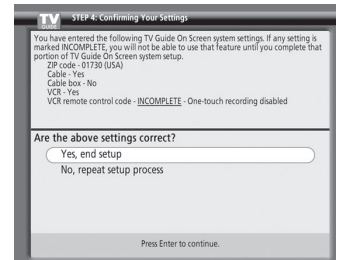 TV
GUIDE
STEP 4: Confirming Your Settings
You have entered the following TV Guide On Screen system settings. If any setting is
marked INCOMPLETE, you will not be able to use that feature until you complete that
portion of TV Guide On Screen system setup.
ZIP code - 01730 (USA)
Cable - Yes
Cable box - No
VCR - Yes
VCR remote control code - INCOMPLETE - One-touch recording disabled
Are the above settings correct?
Yes, end setup
No, repeat setup process
Press Enter to continue.